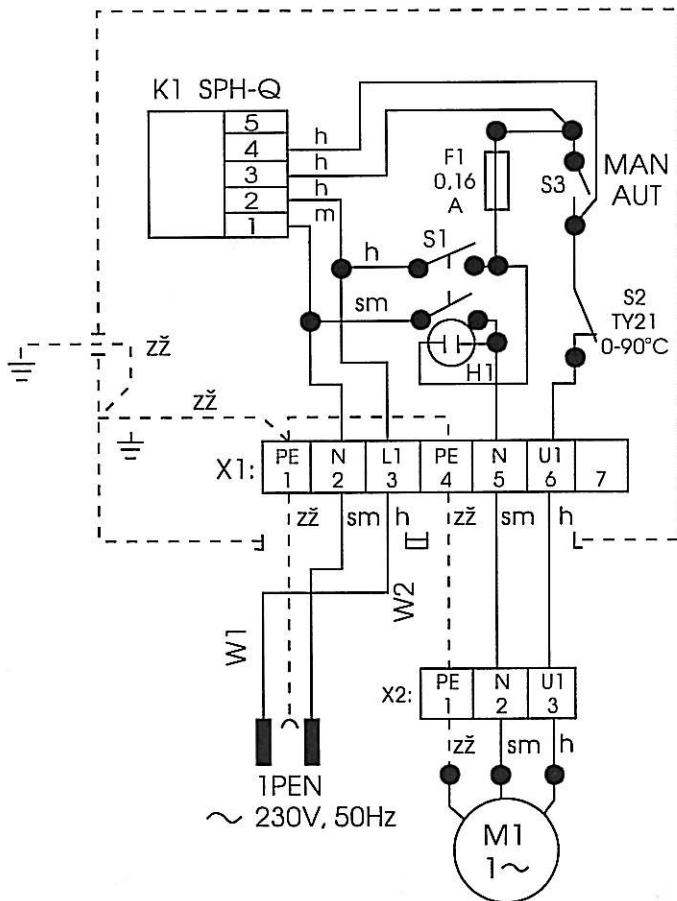 K1 SPH-Q
5
4
3
2
1
h
h
h
m
F1
0,16
A
S3
MAN
AUT
S1
h
sm
H1
S2
TY21
0-90°C
zž
zž
X1:
PE N L1 PE N U1
1 2 3 4 5 6 7
zž sm h zž sm h
W1
W2
X2:
PE N U1
1 2 3
zž sm h
1PEN
~ 230V, 50Hz
M1
1~